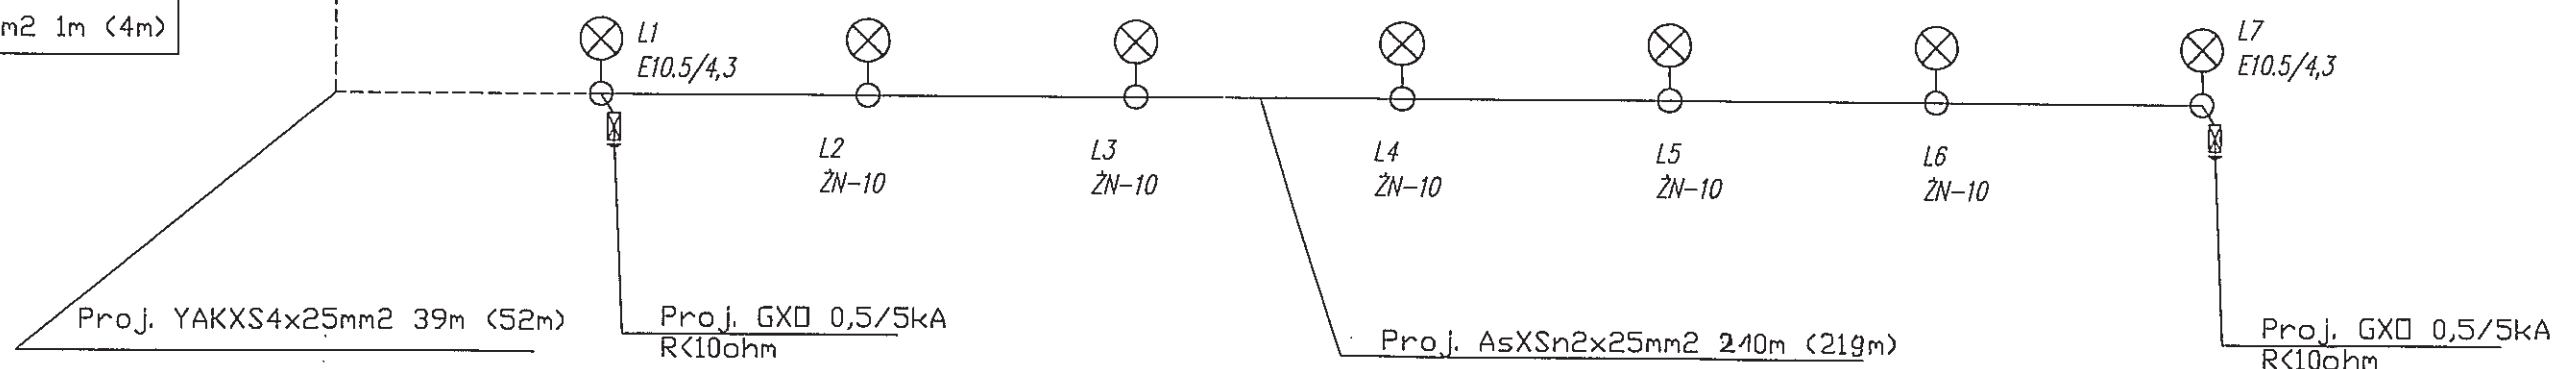 m2 1m (4m)
L1
E10.5/4,3
L7
E10.5/4,3
L2
ŻN-10
L3
ŻN-10
L4
ŻN-10
L5
ŻN-10
L6
ŻN-10
Proj. YAKXS4x25mm2 39m (52m)
Proj. GXO 0,5/5kA
R<10ohm
Proj. AsXSn2x25mm2 210m (219m)
Proj. GXO 0,5/5kA
R<10ohm